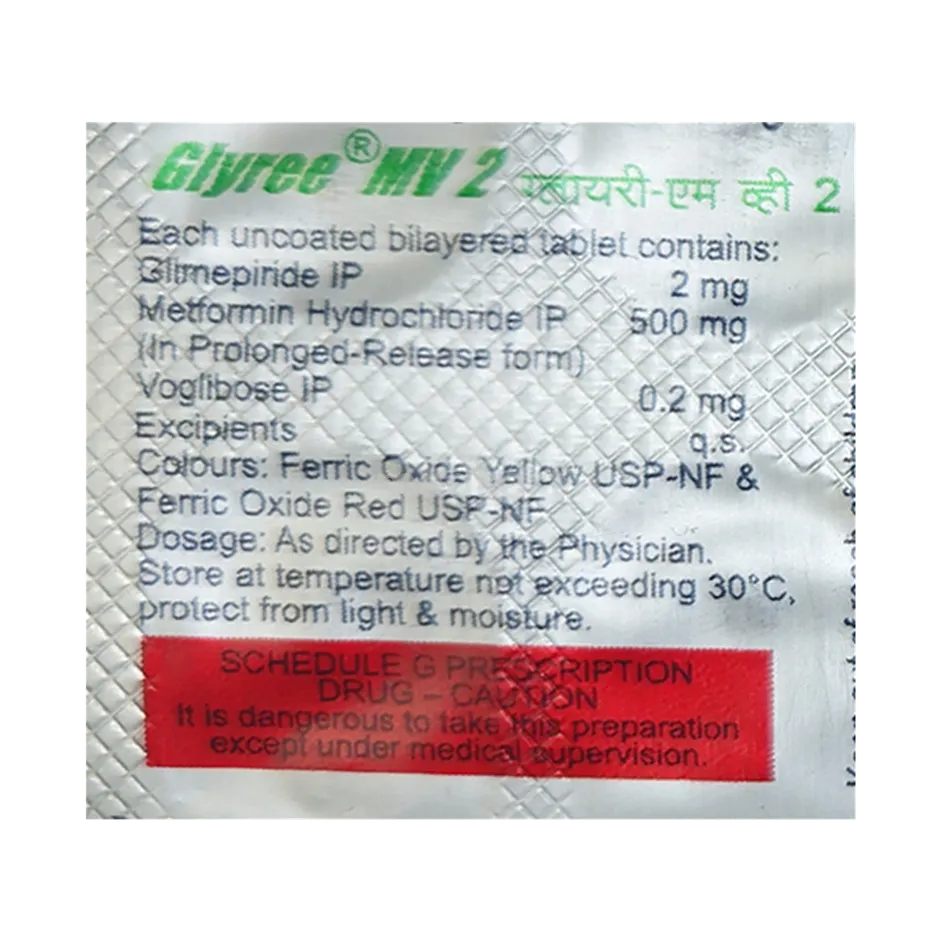 Glyree® MV 2 ग्लायरी-एम व्ही 2
Each uncoated bilayered tablet contains:
Glimepiride IP 2 mg
Metformin Hydrochloride IP 500 mg
(In Prolonged-Release form)
Voglibose IP 0.2 mg
Excipients q.s.
Colours: Ferric Oxide Yellow USP-NF &
Ferric Oxide Red USP-NF
Dosage: As directed by the Physician.
Store at temperature not exceeding 30°C,
protect from light & moisture.
SCHEDULE G PRESCRIPTION
DRUG – CAUTION
It is dangerous to take this preparation
except under medical supervision.